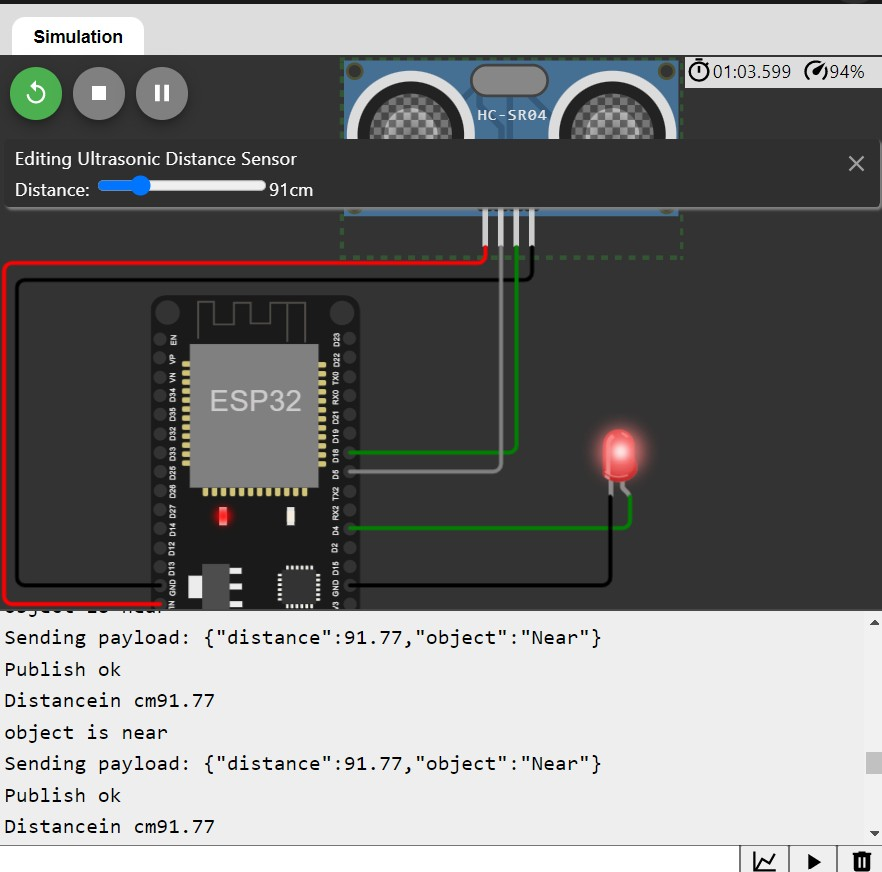 Simulation
01:03.599 94%
HC-SR04
Editing Ultrasonic Distance Sensor
Distance: 91cm
EN
VP
VN
D34
D35
D32
D33
D25
D26
D27
D14
D12
D13
GND
D23
D22
TX0
RX0
D21
D19
D18
D5
TX2
RX2
D4
D2
D15
GND
ESP32
object is near
Sending payload: {"distance":91.77,"object":"Near"}
Publish ok
Distancein cm91.77
object is near
Sending payload: {"distance":91.77,"object":"Near"}
Publish ok
Distancein cm91.77